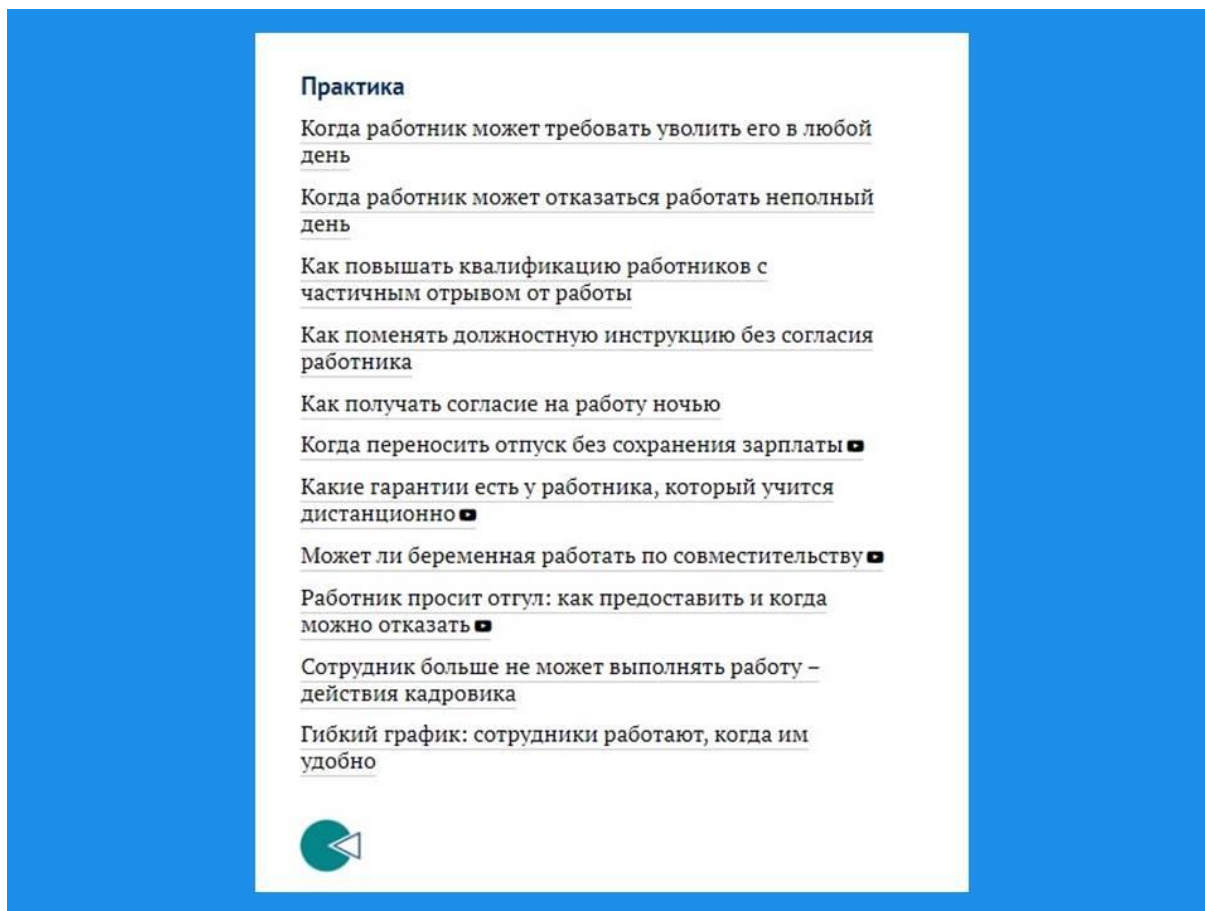 Практика
Когда работник может требовать уволить его в любой
день
Когда работник может отказаться работать неполный
день
Как повышать квалификацию работников с
частичным отрывом от работы
Как поменять должностную инструкцию без согласия
работника
Как получать согласие на работу ночью
Когда переносить отпуск без сохранения зарплаты
Какие гарантии есть у работника, который учится
дистанционно
Может ли беременная работать по совместительству
Работник просит отгул: как предоставить и когда
можно отказать
Сотрудник больше не может выполнять работу –
действия кадровика
Гибкий график: сотрудники работают, когда им
удобно